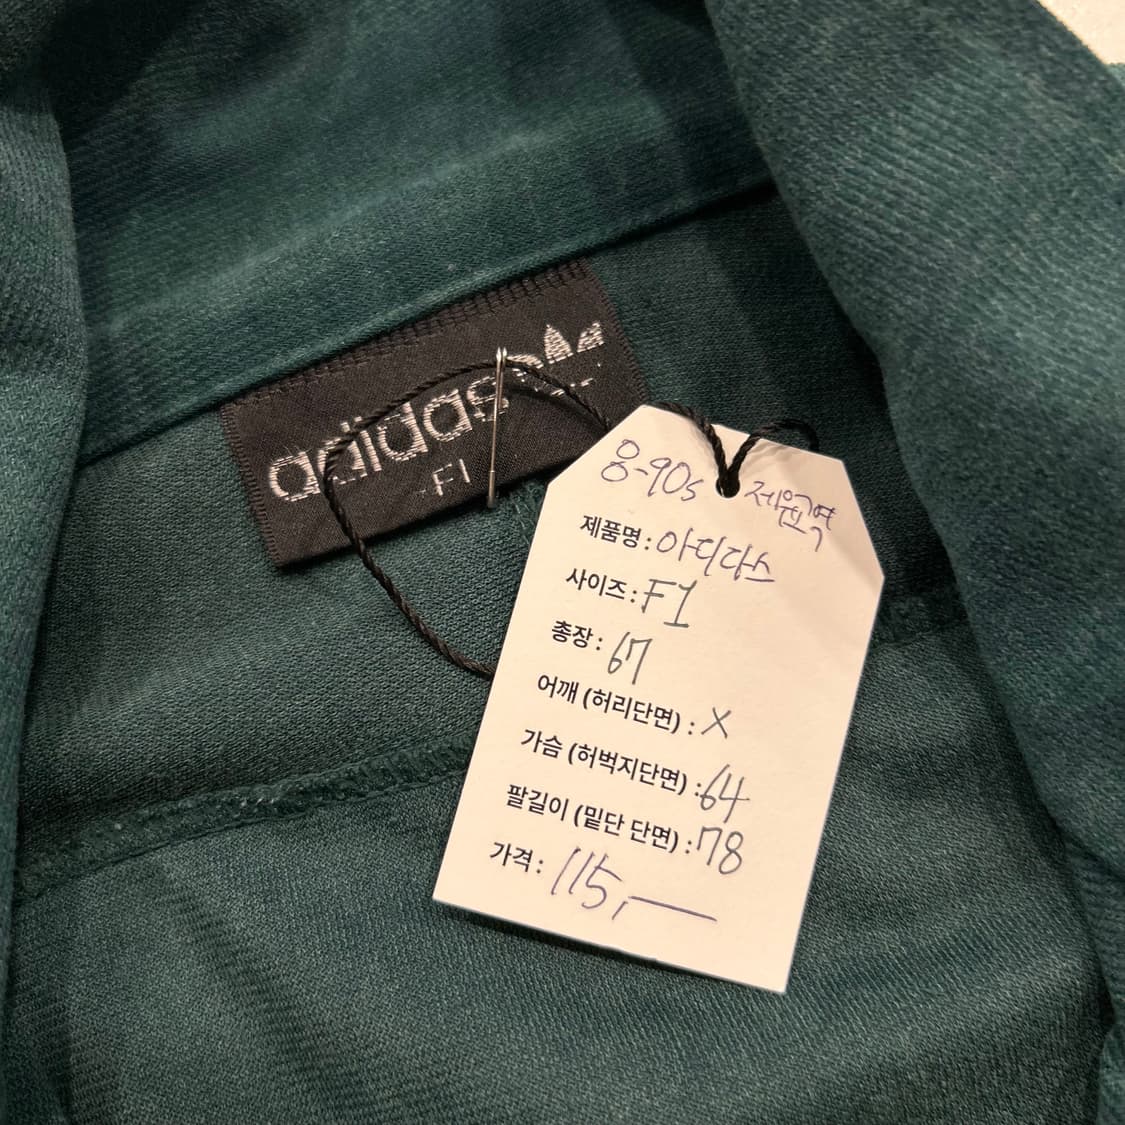 adidas
F1
8-90s
제품명 : 아디다스
사이즈 : F1
총장 : 67
어깨 (허리단면) : X
가슴 (허벅지단면) : 64
팔길이 (밑단 단면) : 78
가격 : 115,—